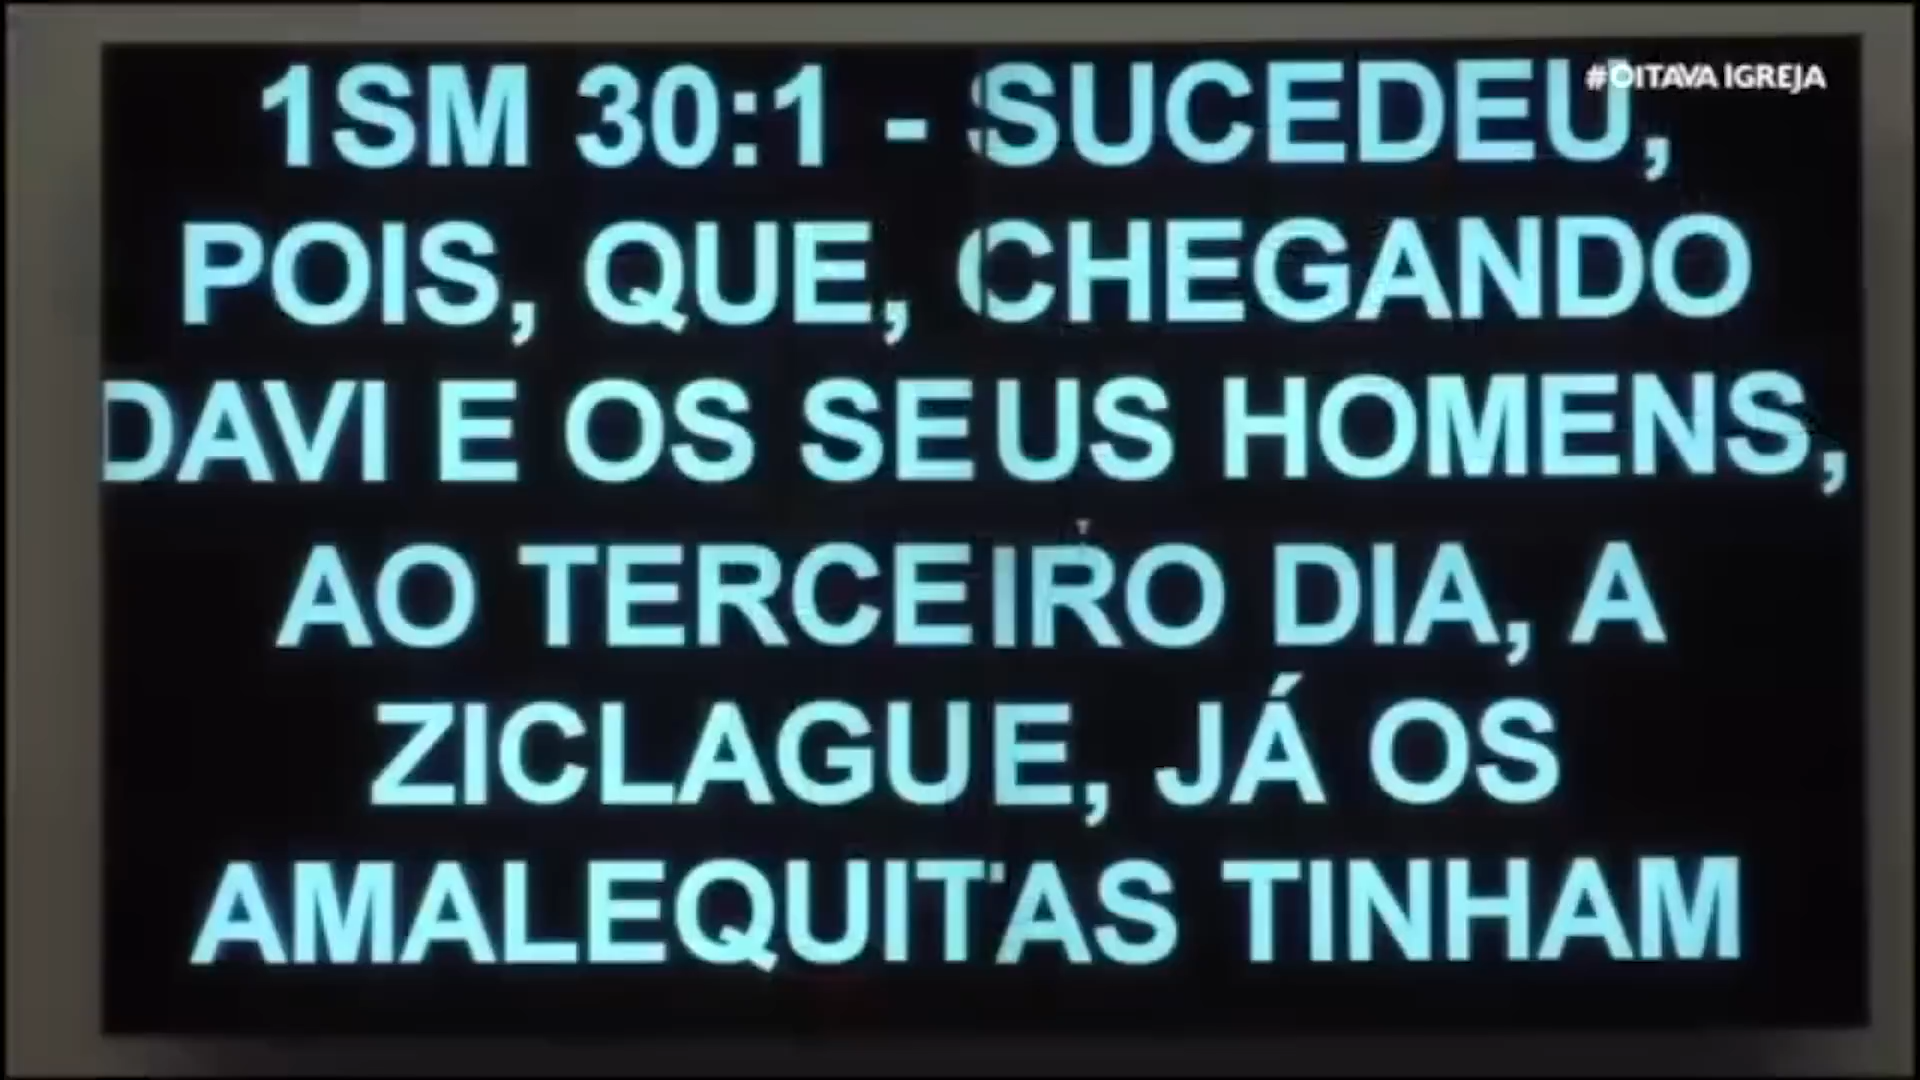 #OITAVA IGREJA
1SM 30:1 - SUCEDEU,
POIS, QUE, CHEGANDO
DAVI E OS SEUS HOMENS,
AO TERCEIRO DIA, A
ZICLAGUE, JÁ OS
AMALEQUITAS TINHAM